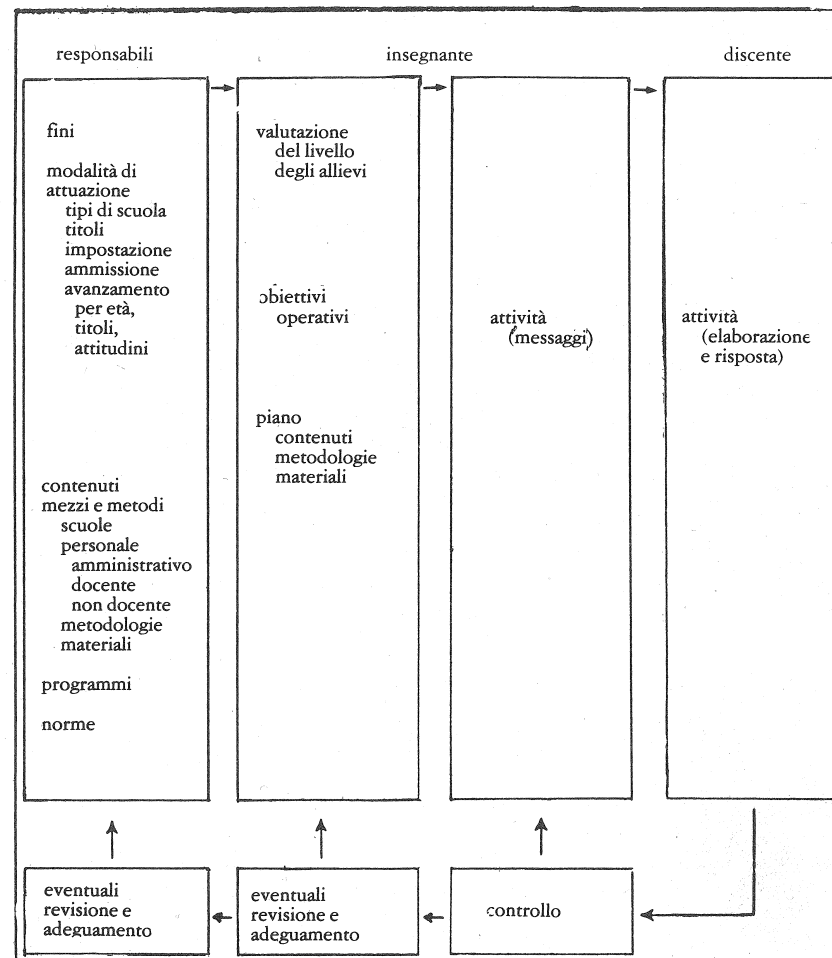 responsabili
insegnante
discente
fini
modalità di
attuazione
tipi di scuola
titoli
impostazione
ammissione
avanzamento
per età,
titoli,
attitudini
contenuti
mezzi e metodi
scuole
personale
amministrativo
docente
non docente
metodologie
materiali
programmi
norme
valutazione
del livello
degli allievi
obiettivi
operativi
piano
contenuti
metodologie
materiali
attività
(messaggi)
attività
(elaborazione
e risposta)
eventuali
revisione e
adeguamento
eventuali
revisione e
adeguamento
controllo